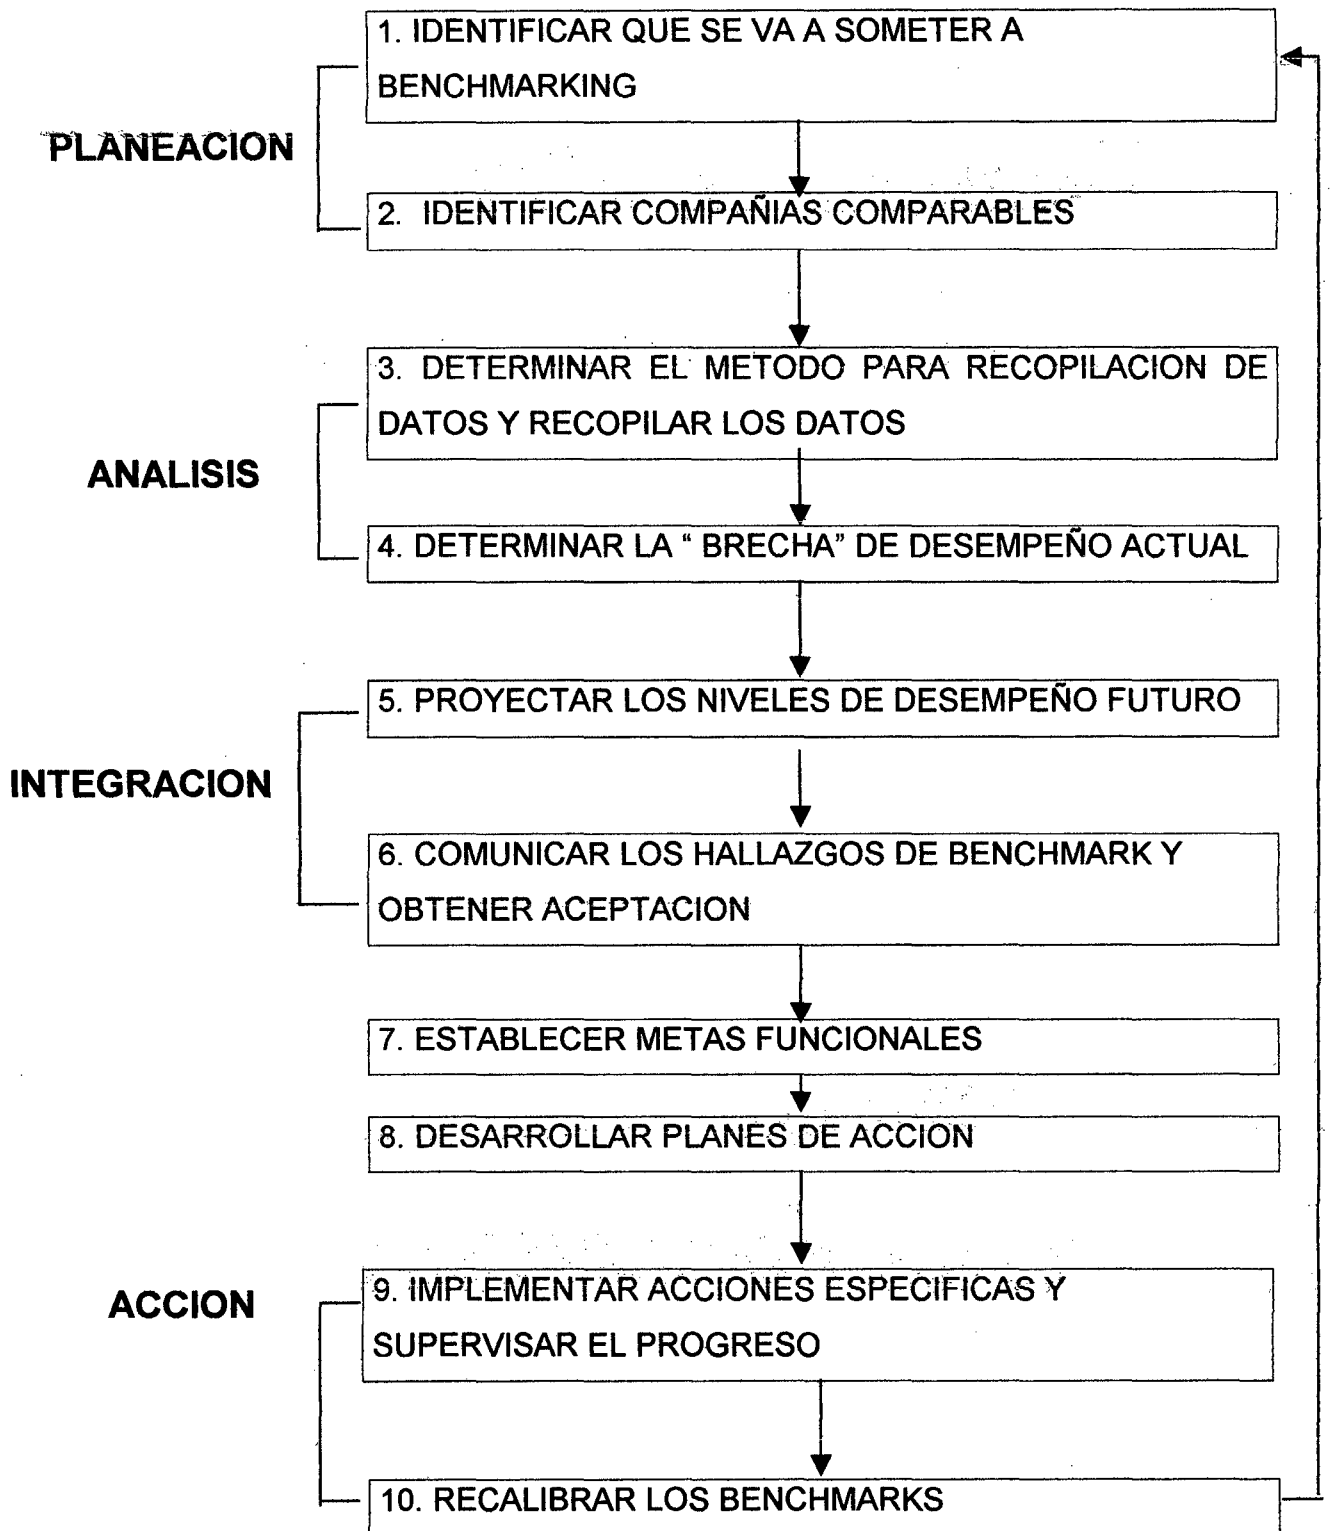 1. IDENTIFICAR QUE SE VA A SOMETER A
BENCHMARKING
PLANEACION
2. IDENTIFICAR COMPAÑIAS COMPARABLES
3. DETERMINAR EL METODO PARA RECOPILACION DE
DATOS Y RECOPILAR LOS DATOS
ANALISIS
4. DETERMINAR LA “ BRECHA” DE DESEMPEÑO ACTUAL
5. PROYECTAR LOS NIVELES DE DESEMPEÑO FUTURO
INTEGRACION
6. COMUNICAR LOS HALLAZGOS DE BENCHMARK Y
OBTENER ACEPTACION
7. ESTABLECER METAS FUNCIONALES
8. DESARROLLAR PLANES DE ACCION
ACCION
9. IMPLEMENTAR ACCIONES ESPECIFICAS Y
SUPERVISAR EL PROGRESO
10. RECALIBRAR LOS BENCHMARKS